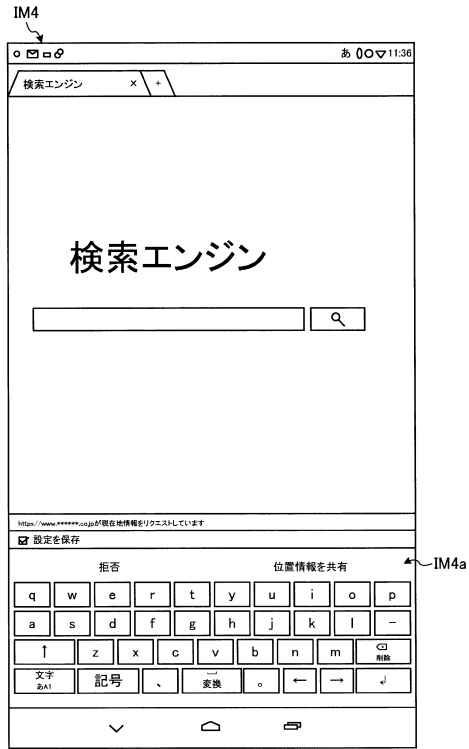 IM4
あ 11:36
検索エンジン × +
検索エンジン
https//www.******.co.jpが現在地情報をリクエストしています
設定を保存
拒否 位置情報を共有
IM4a
q w e r t y u i o p
a s d f g h j k l −
↑ z x c v b n m 削除
文字 あA1 記号 、 変換 。 ← → ↲